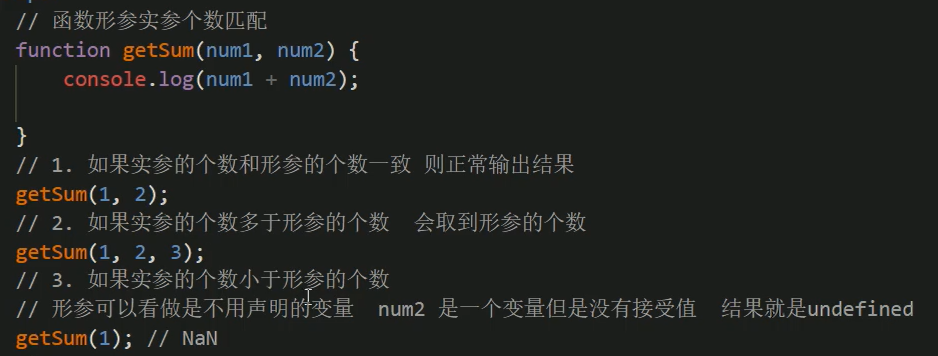 // 函数形参实参个数匹配
function getSum(num1, num2) {
console.log(num1 + num2);
}
// 1. 如果实参的个数和形参的个数一致 则正常输出结果
getSum(1, 2);
// 2. 如果实参的个数多于形参的个数 会取到形参的个数
getSum(1, 2, 3);
// 3. 如果实参的个数小于形参的个数
// 形参可以看做是不用声明的变量 num2 是一个变量但是没有接受值 结果就是undefined
getSum(1); // NaN